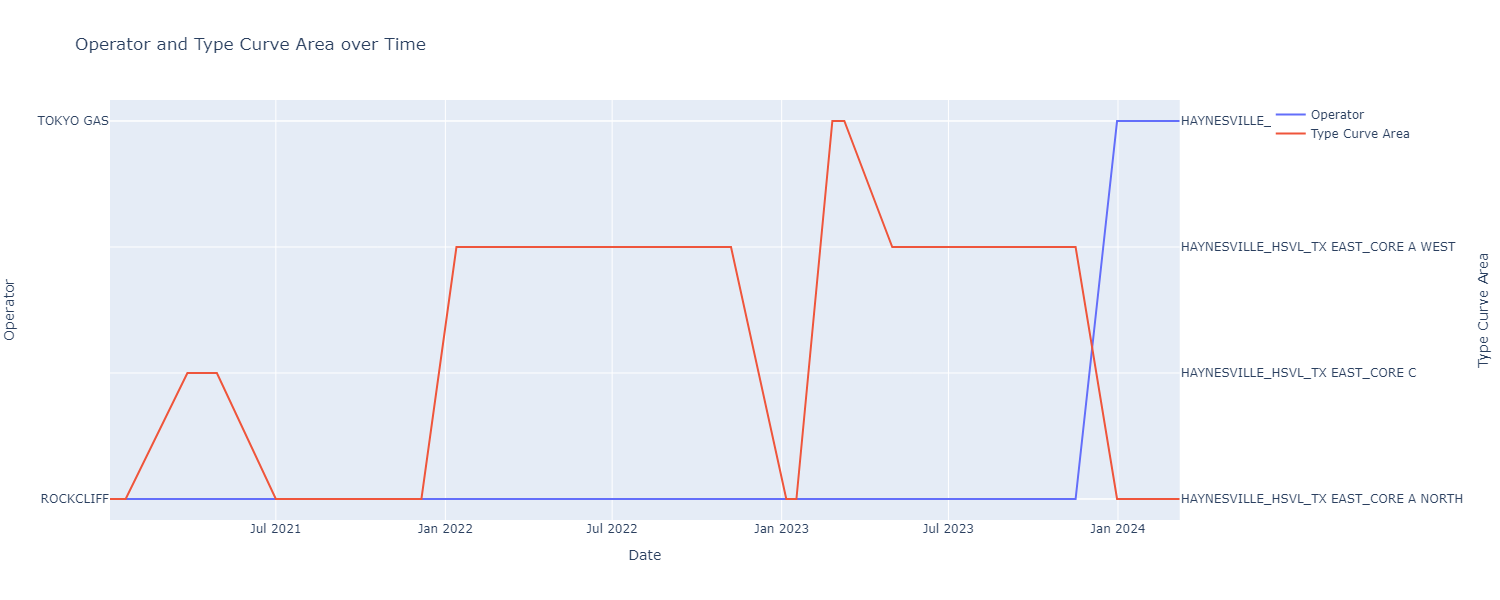 Operator and Type Curve Area over Time
TOKYO GAS
ROCKCLIFF
Operator
HAYNESVILLE_
HAYNESVILLE_HSVL_TX EAST_CORE A WEST
HAYNESVILLE_HSVL_TX EAST_CORE C
HAYNESVILLE_HSVL_TX EAST_CORE A NORTH
Type Curve Area
Operator
Type Curve Area
Jul 2021
Jan 2022
Jul 2022
Jan 2023
Jul 2023
Jan 2024
Date